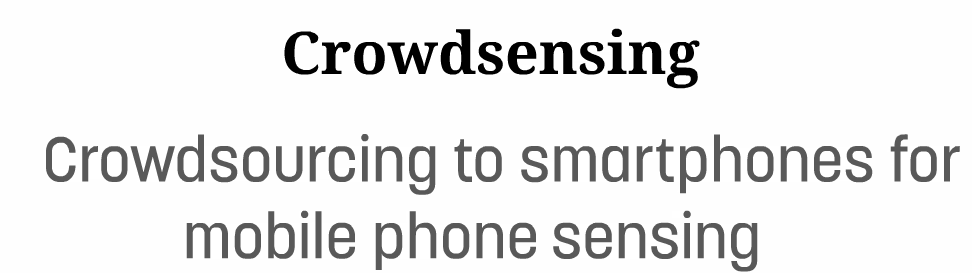 Crowdsensing
Crowdsourcing to smartphones for
mobile phone sensing